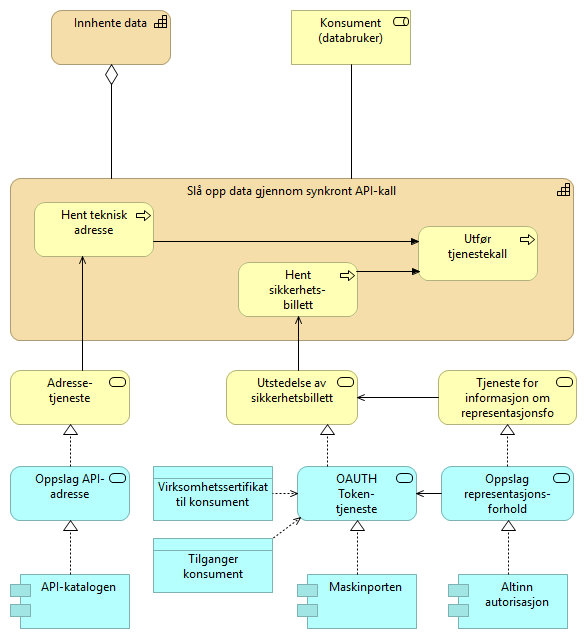 Innhente data
Konsument
(databruker)
Slå opp data gjennom synkront API-kall
Hent teknisk
adresse
Utfør
tjenestekall
Hent
sikkerhets-
billett
Adresse-
tjeneste
Utstedelse av
sikkerhetsbillett
Tjeneste for
informasjon om
representasjonsfo
Oppslag API-
adresse
Virksomhetssertifikat
til konsument
OAUTH
Token-
tjeneste
Oppslag
representasjons-
forhold
Tilganger
konsument
API-katalogen
Maskinporten
Altinn
autorisasjon